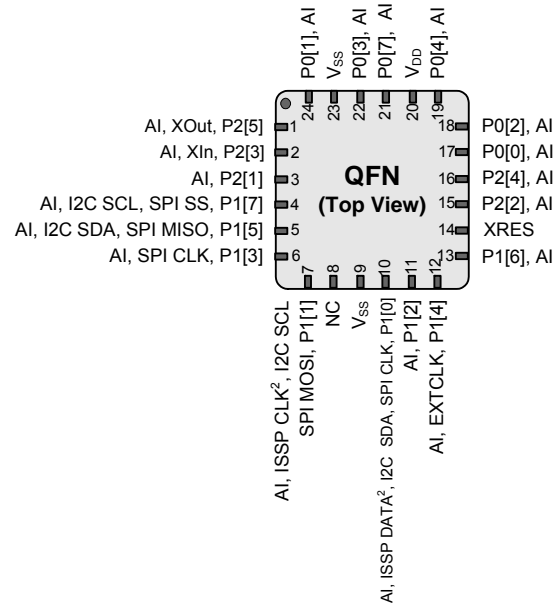 P0[1], AI
VSS
P0[3], AI
P0[7], AI
VDD
P0[4], AI
24
23
22
21
20
19
AI, XOut, P2[5] 1
AI, XIn, P2[3] 2
AI, P2[1] 3
AI, I2C SCL, SPI SS, P1[7] 4
AI, I2C SDA, SPI MISO, P1[5] 5
AI, SPI CLK, P1[3] 6
QFN
(Top View)
18 P0[2], AI
17 P0[0], AI
16 P2[4], AI
15 P2[2], AI
14 XRES
13 P1[6], AI
7
8
9
10
11
12
AI, ISSP CLK², I2C SCL
SPI MOSI, P1[1]
NC
VSS
AI, ISSP DATA², I2C SDA, SPI CLK, P1[0]
AI, P1[2]
AI, EXTCLK, P1[4]